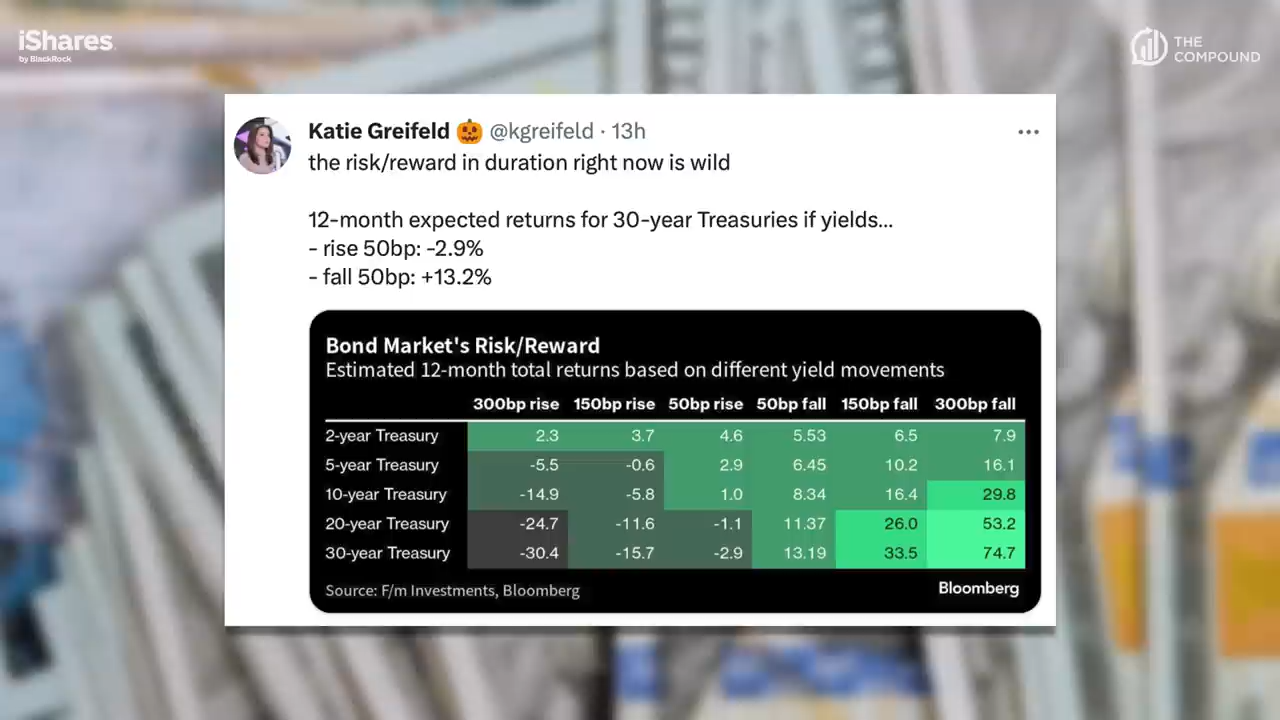 iShares.
by BlackRock
THE
COMPOUND
Katie Greifeld 🎃 @kgreifeld · 13h
the risk/reward in duration right now is wild
12-month expected returns for 30-year Treasuries if yields...
- rise 50bp: -2.9%
- fall 50bp: +13.2%
Bond Market's Risk/Reward
Estimated 12-month total returns based on different yield movements
300bp rise 150bp rise 50bp rise 50bp fall 150bp fall 300bp fall
2-year Treasury 2.3 3.7 4.6 5.53 6.5 7.9
5-year Treasury -5.5 -0.6 2.9 6.45 10.2 16.1
10-year Treasury -14.9 -5.8 1.0 8.34 16.4 29.8
20-year Treasury -24.7 -11.6 -1.1 11.37 26.0 53.2
30-year Treasury -30.4 -15.7 -2.9 13.19 33.5 74.7
Source: F/m Investments, Bloomberg
Bloomberg